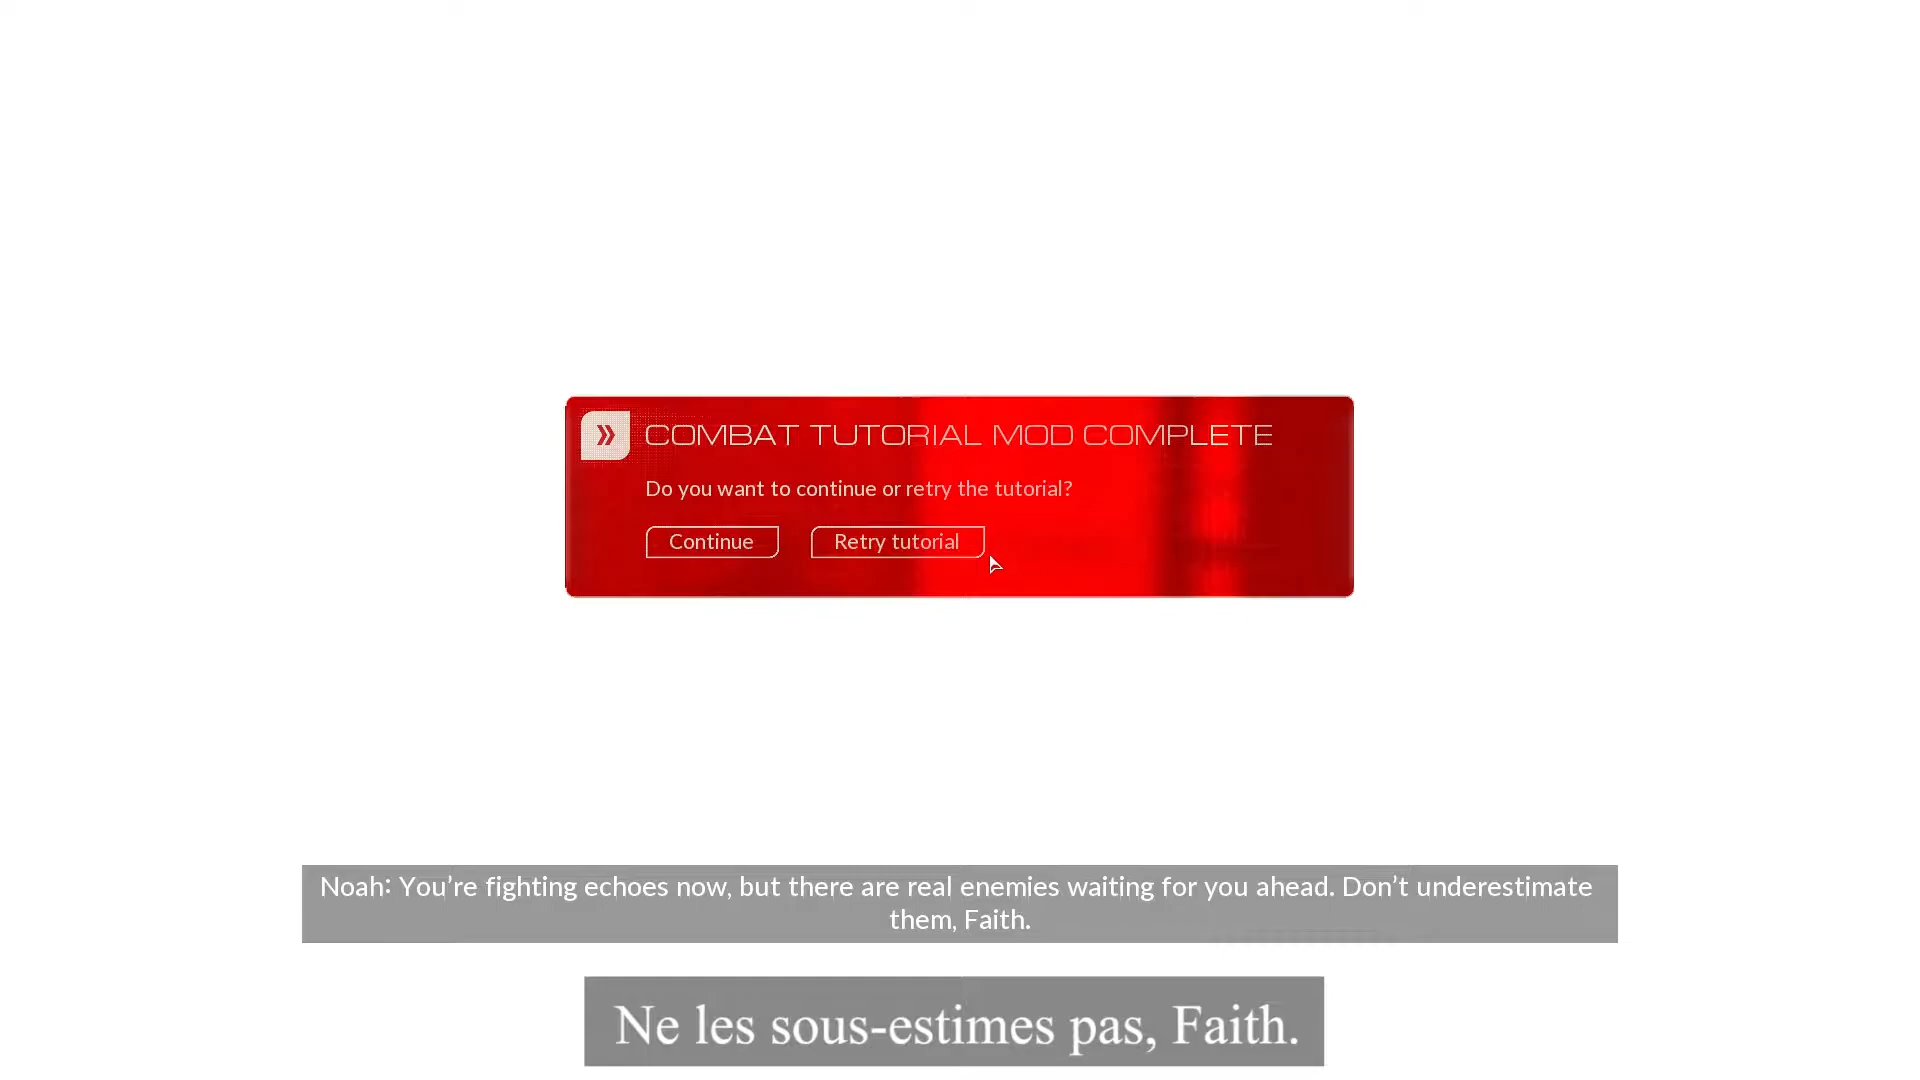 COMBAT TUTORIAL MOD COMPLETE
Do you want to continue or retry the tutorial?
Continue
Retry tutorial
Noah: You’re fighting echoes now, but there are real enemies waiting for you ahead. Don’t underestimate
them, Faith.
Ne les sous-estimes pas, Faith.